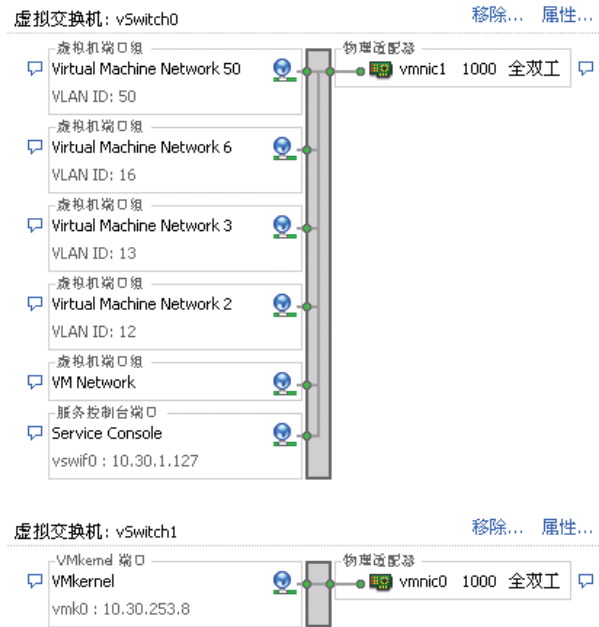 虚拟交换机: vSwitch0 移除... 属性...
虚拟机端口组 物理适配器
Virtual Machine Network 50 vmnic1 1000 全双工
VLAN ID: 50
虚拟机端口组
Virtual Machine Network 6
VLAN ID: 16
虚拟机端口组
Virtual Machine Network 3
VLAN ID: 13
虚拟机端口组
Virtual Machine Network 2
VLAN ID: 12
虚拟机端口组
VM Network
服务控制台端口
Service Console
vswif0 : 10.30.1.127
虚拟交换机: vSwitch1 移除... 属性...
VMkernel 端口 物理适配器
VMkernel vmnic0 1000 全双工
vmk0 : 10.30.253.8